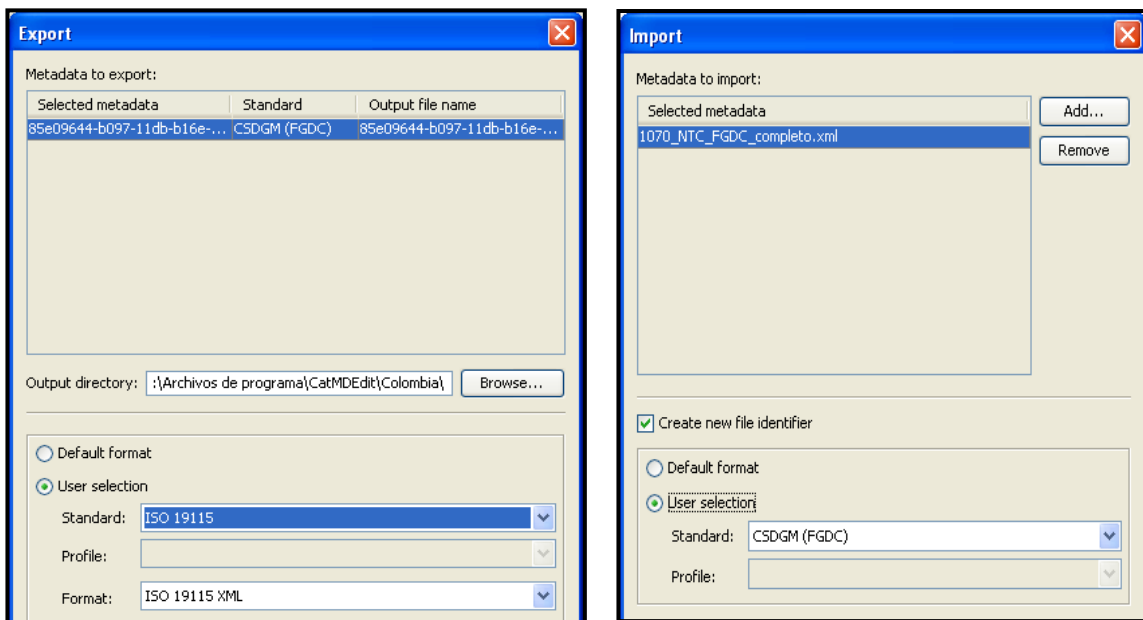 Export
Metadata to export:
Selected metadata Standard Output file name
85e09644-b097-11db-b16e-... CSDGM (FGDC) 85e09644-b097-11db-b16e-...
Output directory: :\Archivos de programa\CatMDEdit\Colombia\ Browse...
Default format
User selection
Standard: ISO 19115
Profile:
Format: ISO 19115 XML
Import
Metadata to import:
Selected metadata
Add...
1070_NTC_FGDC_completo.xml
Remove
Create new file identifier
Default format
User selection
Standard: CSDGM (FGDC)
Profile: